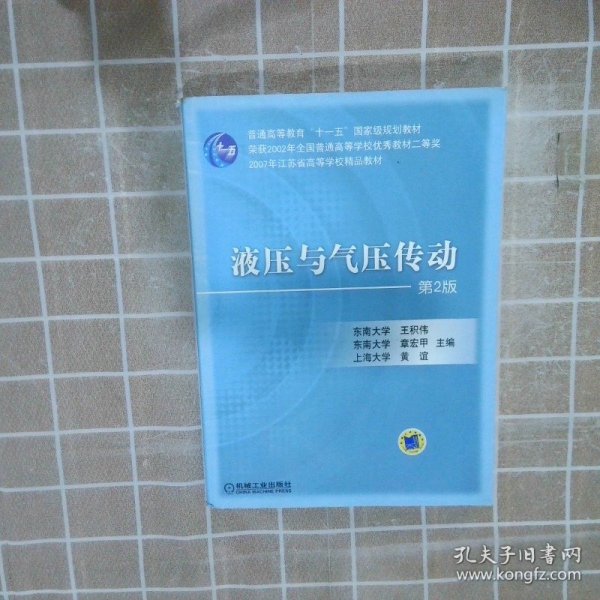 普通高等教育“十一五”国家级规划教材
荣获2002年全国普通高等学校优秀教材二等奖
2007年江苏省高等学校精品教材
十一五
液压与气压传动
第2版
东南大学 王积伟
东南大学 章宏甲 主编
上海大学 黄谊
机械工业出版社
CHINA MACHINE PRESS
孔夫子旧书网
www.kongfz.com